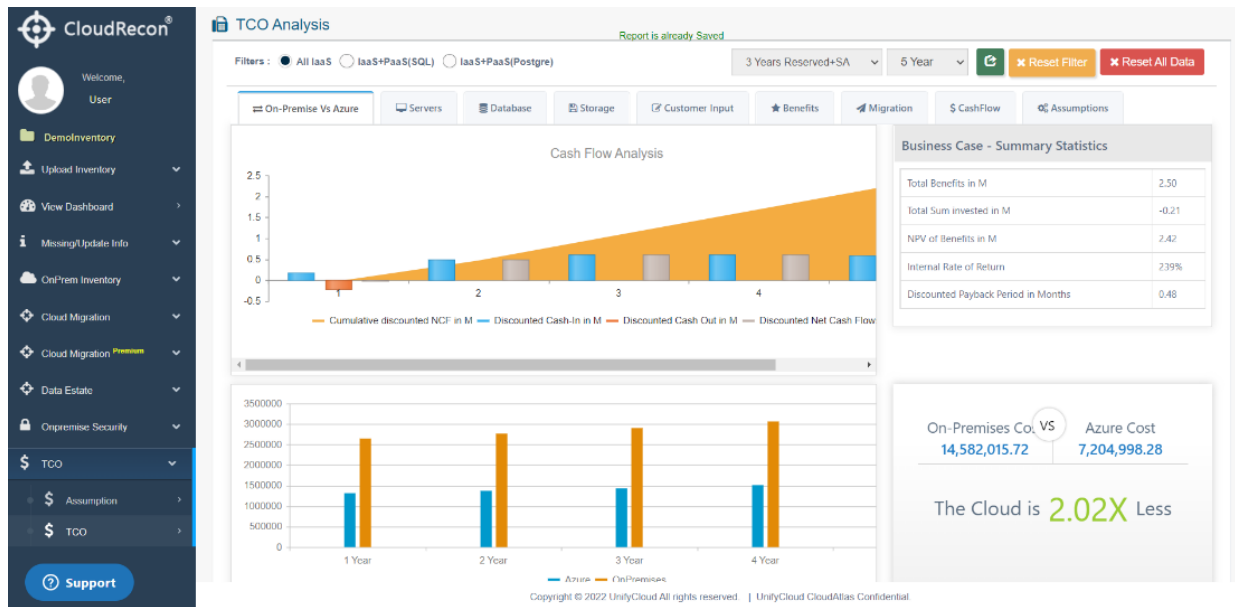 CloudRecon®
Welcome,
User
DemoInventory
Upload Inventory
View Dashboard
Missing/Update Info
OnPrem Inventory
Cloud Migration
Cloud Migration Premium
Data Estate
Onpremise Security
$ TCO
$ Assumption
$ TCO
? Support
TCO Analysis
Report is already Saved
Filters : All IaaS IaaS+PaaS(SQL) IaaS+PaaS(Postgre)
3 Years Reserved+SA 5 Year Reset Filter Reset All Data
On-Premise Vs Azure Servers Database Storage Customer Input Benefits Migration $ CashFlow Assumptions
Cash Flow Analysis
2.5
2
1.5
1
0.5
0
-0.5
1 2 3 4
Cumulative discounted NCF in M Discounted Cash-In in M Discounted Cash Out in M Discounted Net Cash Flow
Business Case - Summary Statistics
Total Benefits in M 2.50
Total Sum invested in M -0.21
NPV of Benefits in M 2.42
Internal Rate of Return 239%
Discounted Payback Period in Months 0.48
3500000
3000000
2500000
2000000
1500000
1000000
500000
0
1 Year 2 Year 3 Year 4 Year
Azure OnPremises
On-Premises Co VS Azure Cost
14,582,015.72 7,204,998.28
The Cloud is 2.02X Less
Copyright © 2022 UnifyCloud All rights reserved. | UnifyCloud CloudAtlas Confidential.